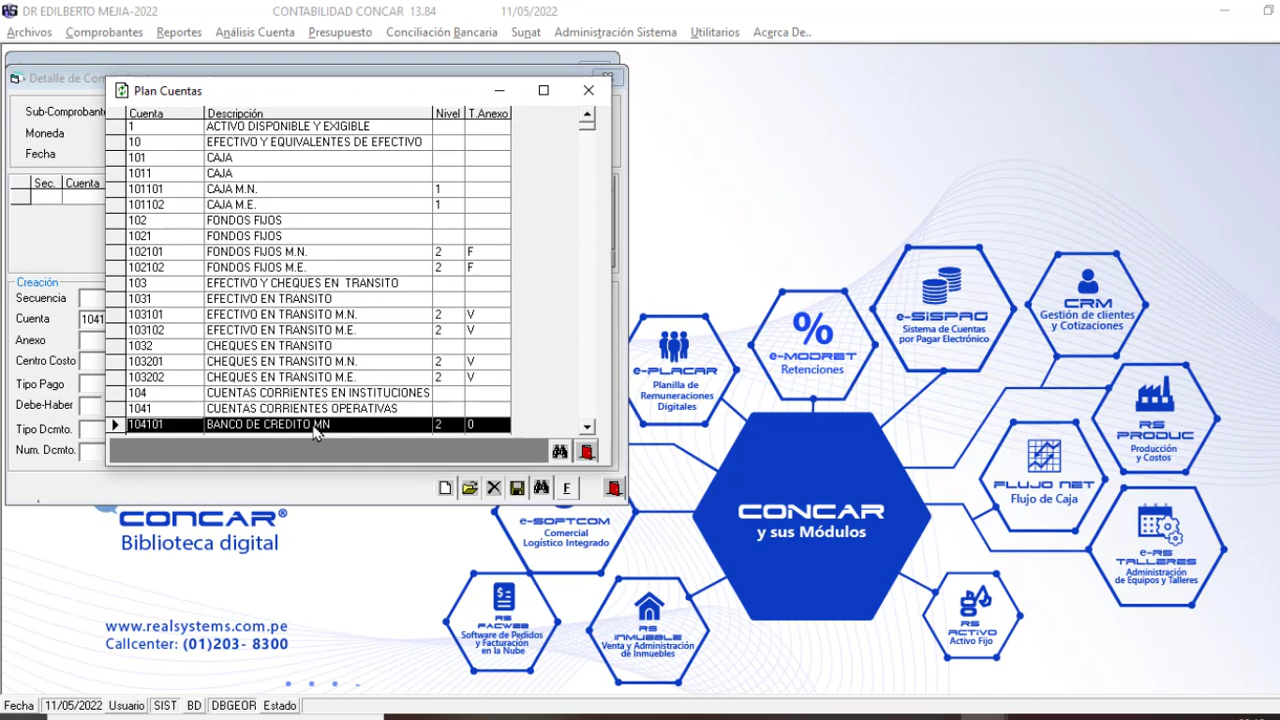 DR EDILBERTO MEJIA-2022 CONTABILIDAD CONCAR 13.84 11/05/2022
Archivos Comprobantes Reportes Análisis Cuenta Presupuesto Conciliación Bancaria Sunat Administración Sistema Utilitarios Acerca De..
Detalle de Com
Sub-Comprobante
Moneda
Fecha
Sec. Cuenta
Creación
Secuencia
Cuenta 1041
Anexo
Centro Costo
Tipo Pago
Debe-Haber
Tipo Dcmto.
Num. Dcmto.
Plan Cuentas
Cuenta Descripción Nivel T.Anexo
1 ACTIVO DISPONIBLE Y EXIGIBLE
10 EFECTIVO Y EQUIVALENTES DE EFECTIVO
101 CAJA
1011 CAJA
101101 CAJA M.N. 1
101102 CAJA M.E. 1
102 FONDOS FIJOS
1021 FONDOS FIJOS
102101 FONDOS FIJOS M.N. 2 F
102102 FONDOS FIJOS M.E. 2 F
103 EFECTIVO Y CHEQUES EN TRANSITO
1031 EFECTIVO EN TRANSITO
103101 EFECTIVO EN TRANSITO M.N. 2 V
103102 EFECTIVO EN TRANSITO M.E. 2 V
1032 CHEQUES EN TRANSITO
103201 CHEQUES EN TRANSITO M.N. 2 V
103202 CHEQUES EN TRANSITO M.E. 2 V
104 CUENTAS CORRIENTES EN INSTITUCIONES
1041 CUENTAS CORRIENTES OPERATIVAS
104101 BANCO DE CREDITO MN 2 0
E
CONCAR®
Biblioteca digital
www.realsystems.com.pe
Callcenter: (01)203- 8300
e-PLACAR
Planilla de
Remuneraciones
Digitales
%
e-MODRET
Retenciones
e-SISPAG
Sistema de Cuentas
por Pagar Electrónico
CRM
Gestión de clientes
y Cotizaciones
RS
PRODUC
Producción
y Costos
FLUJO NET
Flujo de Caja
e-RS
TALLERES
Administración
de Equipos y Talleres
RS
ACTIVO
Activo Fijo
CONCAR
y sus Módulos
e-SOFTCOM
Comercial
Logístico Integrado
RS
FACWEB
Software de Pedidos
y Facturación
en la Nube
RS
INMUEBLE
Venta y Administración
de Inmuebles
Fecha 11/05/2022 Usuario SIST BD DBGEOR Estado